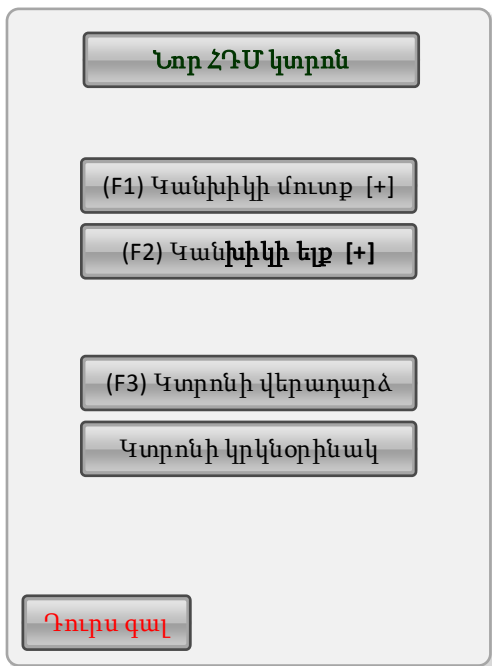 Նոր ՀԴՄ կտրոն
(F1) Կանխիկի մուտք [+]
(F2) Կանխիկի ելք [+]
(F3) Կտրոնի վերադարձ
Կտրոնի կրկնօրինակ
Դուրս գալ